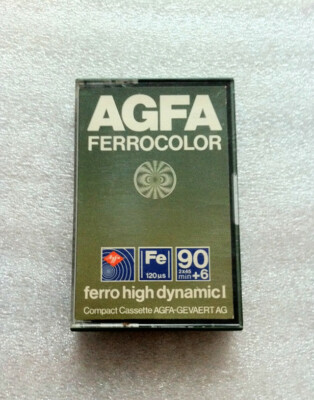 AGFA
FERROCOLOR
Fe
120 µs
90
2x45
min +6
ferro high dynamic I
Compact Cassette AGFA-GEVAERT AG